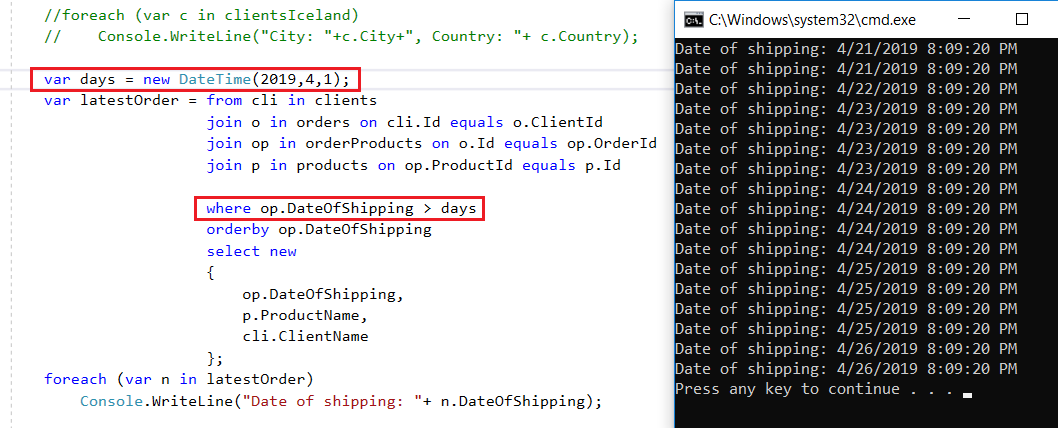 //foreach (var c in clientsIceland)
//    Console.WriteLine("City: "+c.City+", Country: "+ c.Country);
var days = new DateTime(2019,4,1);
var latestOrder = from cli in clients
join o in orders on cli.Id equals o.ClientId
join op in orderProducts on o.Id equals op.OrderId
join p in products on op.ProductId equals p.Id
where op.DateOfShipping > days
orderby op.DateOfShipping
select new
{
op.DateOfShipping,
p.ProductName,
cli.ClientName
};
foreach (var n in latestOrder)
Console.WriteLine("Date of shipping: "+ n.DateOfShipping);
C:\Windows\system32\cmd.exe
Date of shipping: 4/21/2019 8:09:20 PM
Date of shipping: 4/21/2019 8:09:20 PM
Date of shipping: 4/22/2019 8:09:20 PM
Date of shipping: 4/23/2019 8:09:20 PM
Date of shipping: 4/23/2019 8:09:20 PM
Date of shipping: 4/23/2019 8:09:20 PM
Date of shipping: 4/23/2019 8:09:20 PM
Date of shipping: 4/24/2019 8:09:20 PM
Date of shipping: 4/24/2019 8:09:20 PM
Date of shipping: 4/24/2019 8:09:20 PM
Date of shipping: 4/24/2019 8:09:20 PM
Date of shipping: 4/25/2019 8:09:20 PM
Date of shipping: 4/25/2019 8:09:20 PM
Date of shipping: 4/25/2019 8:09:20 PM
Date of shipping: 4/25/2019 8:09:20 PM
Date of shipping: 4/26/2019 8:09:20 PM
Date of shipping: 4/26/2019 8:09:20 PM
Press any key to continue . . .